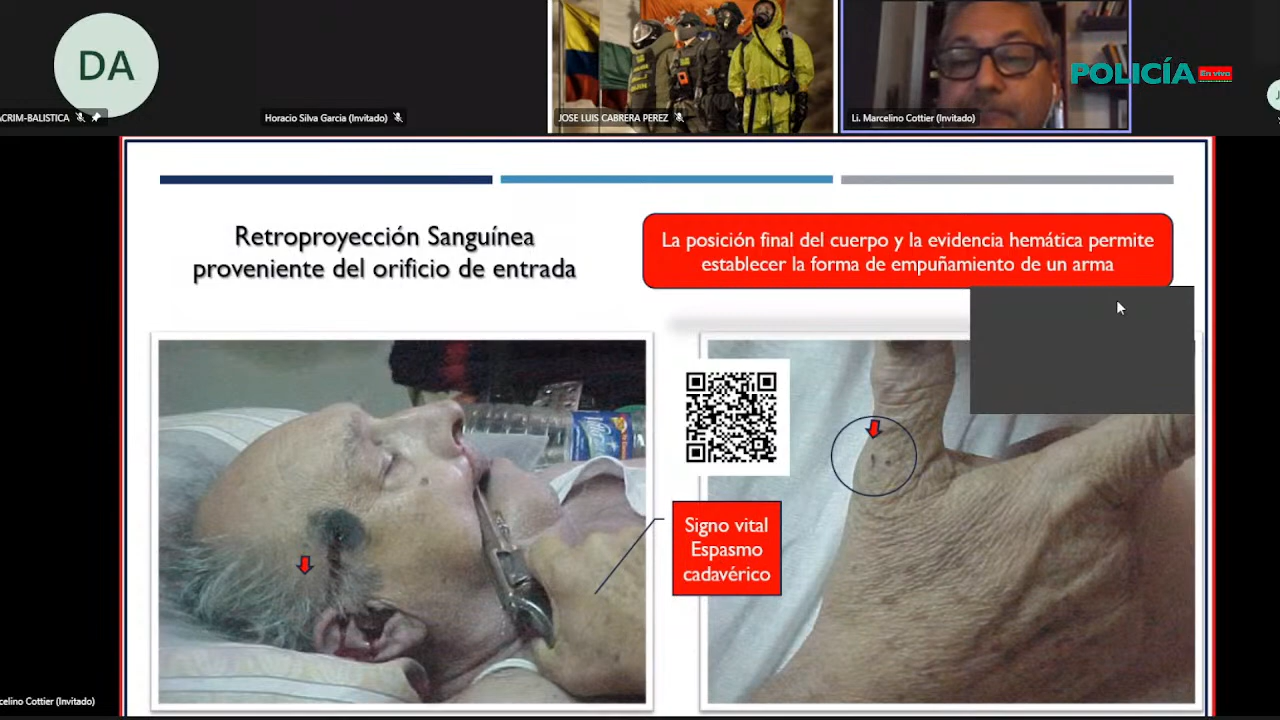 DA
ACRIM-BALISTICA
Horacio Silva Garcia (Invitado)
JOSE LUIS CABRERA PEREZ
Li. Marcelino Cottier (Invitado)
POLICÍA
En vivo
Retroproyección Sanguínea
proveniente del orificio de entrada
La posición final del cuerpo y la evidencia hemática permite
establecer la forma de empuñamiento de un arma
Signo vital
Espasmo
cadavérico
celino Cottier (Invitado)